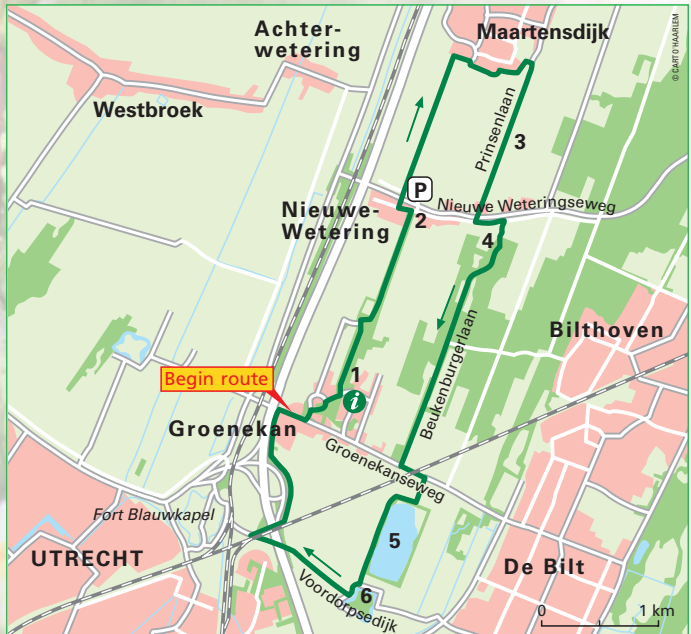 Achter-
wetering
Maartensdijk
© CARTO HAARLEM
Westbroek
Prinsenlaan
3
P
Nieuwe Weteringseweg
Nieuwe-
Wetering
2
4
Bilthoven
Beukenburgerlaan
1
Begin route
i
Groenekan
Groenekanseweg
Fort Blauwkapel
5
UTRECHT
De Bilt
6
Voordorpsedijk
0 1 km